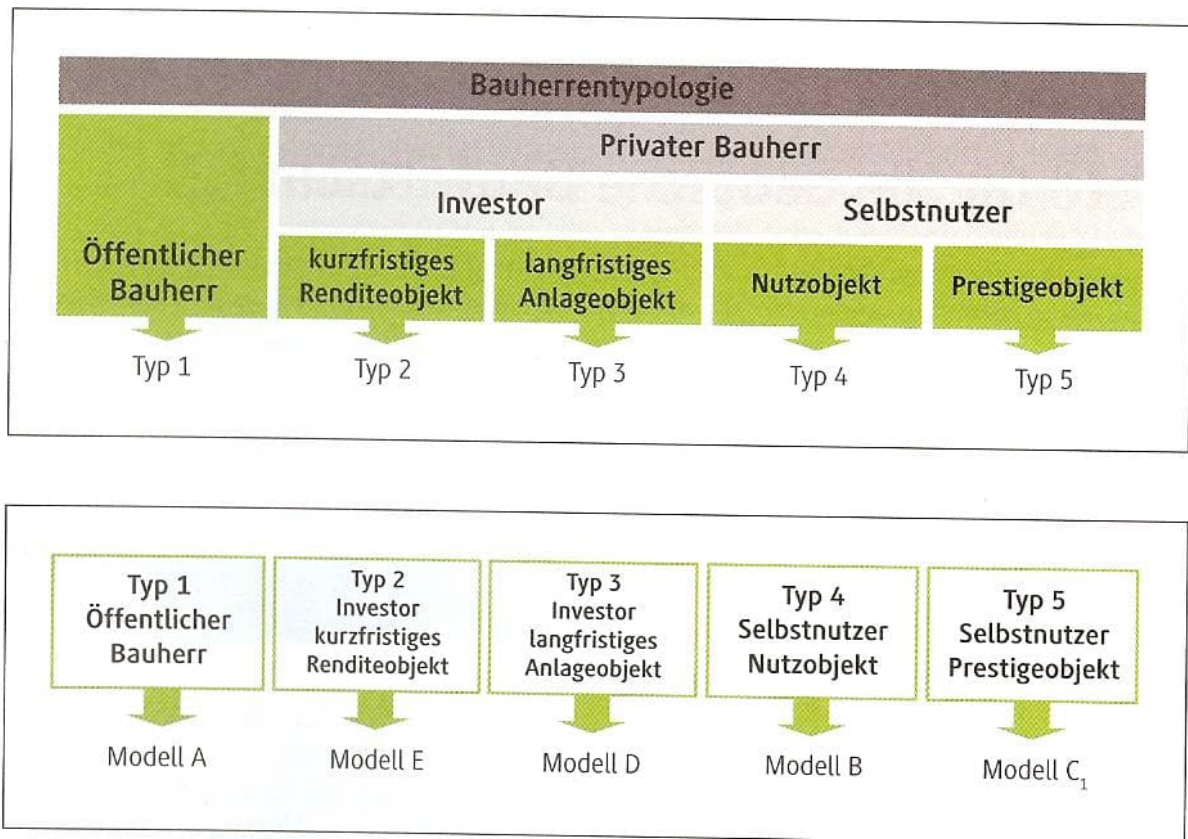 Bauherrentypologie
Privater Bauherr
Investor
Selbstnutzer
Öffentlicher
Bauherr
kurzfristiges
Renditeobjekt
langfristiges
Anlageobjekt
Nutzobjekt
Prestigeobjekt
Typ 1
Typ 2
Typ 3
Typ 4
Typ 5
Typ 1
Öffentlicher
Bauherr
Typ 2
Investor
kurzfristiges
Renditeobjekt
Typ 3
Investor
langfristiges
Anlageobjekt
Typ 4
Selbstnutzer
Nutzobjekt
Typ 5
Selbstnutzer
Prestigeobjekt
Modell A
Modell E
Modell D
Modell B
Modell C₁